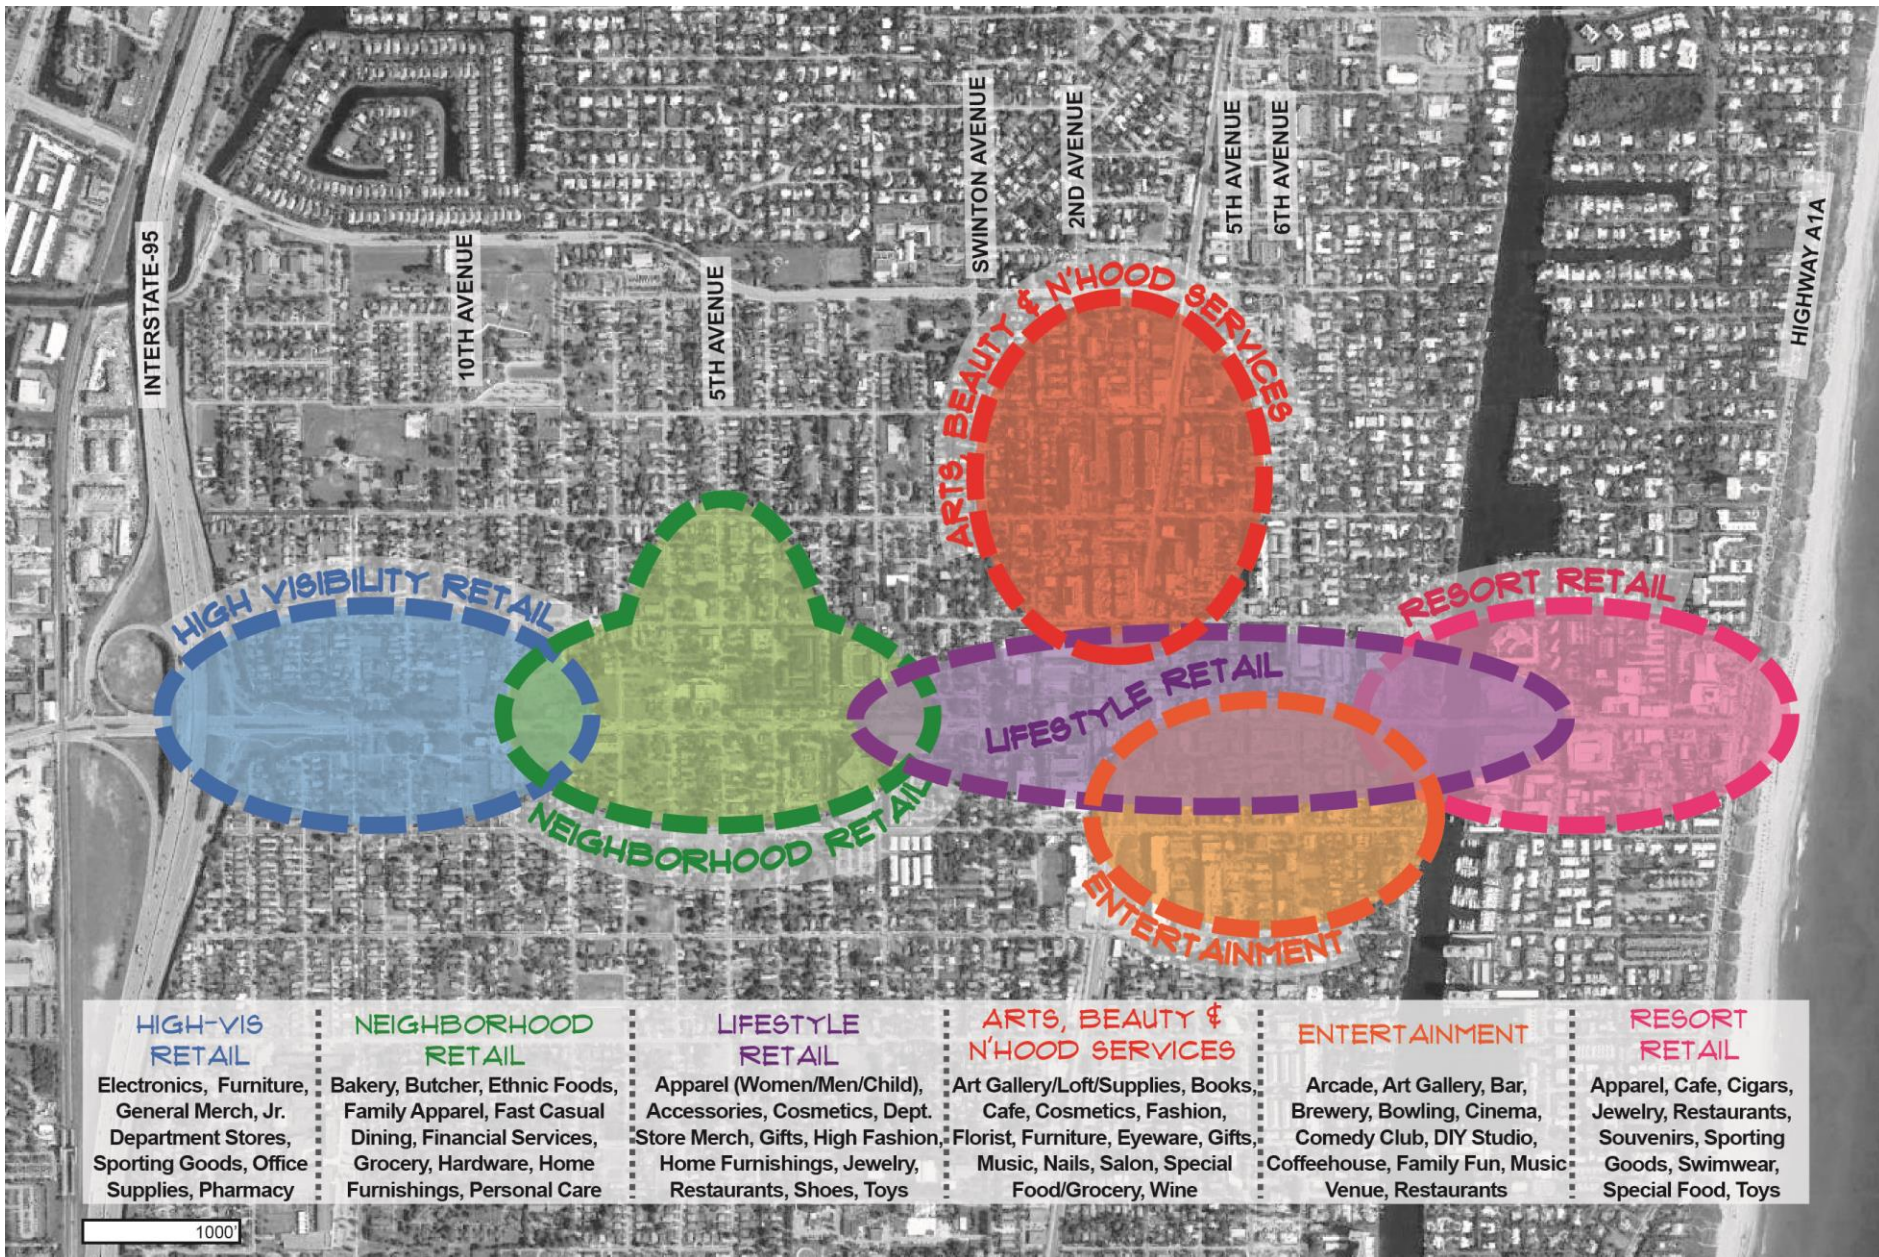 INTERSTATE-95
10TH AVENUE
5TH AVENUE
SWINTON AVENUE
2ND AVENUE
5TH AVENUE
6TH AVENUE
HIGHWAY A1A
ARTS, BEAUTY & N'HOOD SERVICES
HIGH VISIBILITY RETAIL
RESORT RETAIL
LIFESTYLE RETAIL
NEIGHBORHOOD RETAIL
ENTERTAINMENT
HIGH-VIS
RETAIL
Electronics, Furniture,
General Merch, Jr.
Department Stores,
Sporting Goods, Office
Supplies, Pharmacy
NEIGHBORHOOD
RETAIL
Bakery, Butcher, Ethnic Foods,
Family Apparel, Fast Casual
Dining, Financial Services,
Grocery, Hardware, Home
Furnishings, Personal Care
LIFESTYLE
RETAIL
Apparel (Women/Men/Child),
Accessories, Cosmetics, Dept.
Store Merch, Gifts, High Fashion,
Home Furnishings, Jewelry,
Restaurants, Shoes, Toys
ARTS, BEAUTY &
N'HOOD SERVICES
Art Gallery/Loft/Supplies, Books,
Cafe, Cosmetics, Fashion,
Florist, Furniture, Eyeware, Gifts,
Music, Nails, Salon, Special
Food/Grocery, Wine
ENTERTAINMENT
Arcade, Art Gallery, Bar,
Brewery, Bowling, Cinema,
Comedy Club, DIY Studio,
Coffeehouse, Family Fun, Music
Venue, Restaurants
RESORT
RETAIL
Apparel, Cafe, Cigars,
Jewelry, Restaurants,
Souvenirs, Sporting
Goods, Swimwear,
Special Food, Toys
1000'